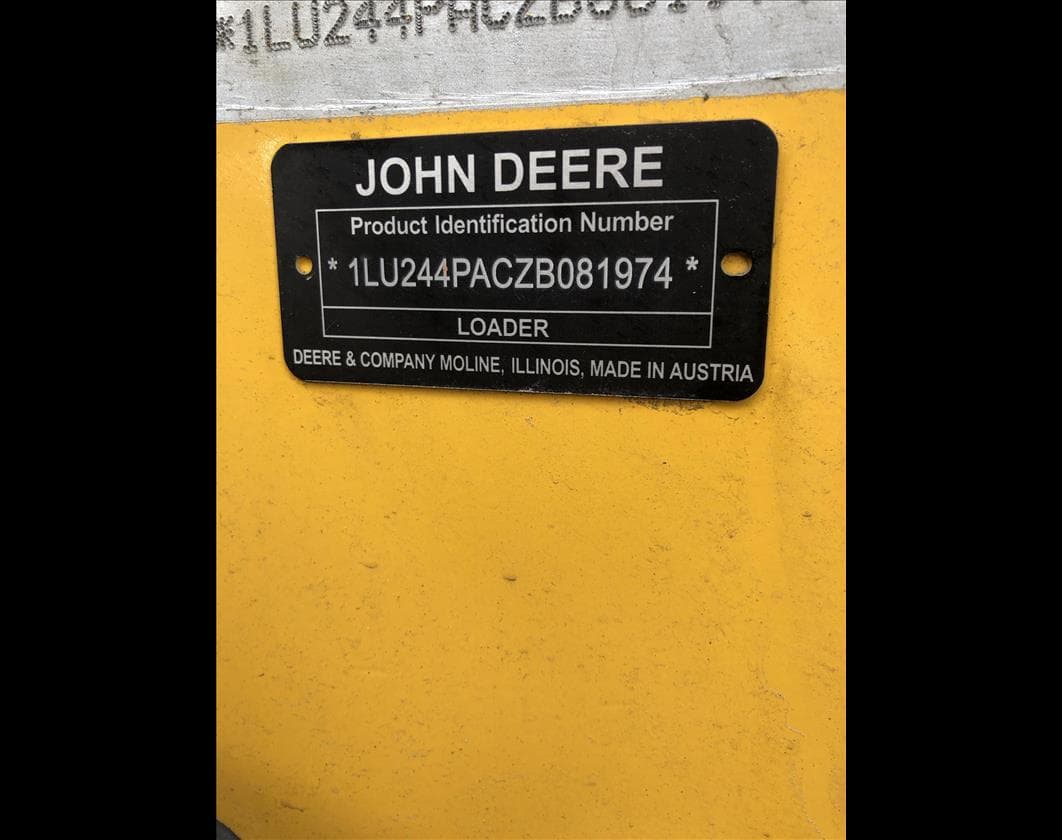 JOHN DEERE
Product Identification Number
* 1LU244PACZB081974 *
LOADER
DEERE & COMPANY MOLINE, ILLINOIS, MADE IN AUSTRIA